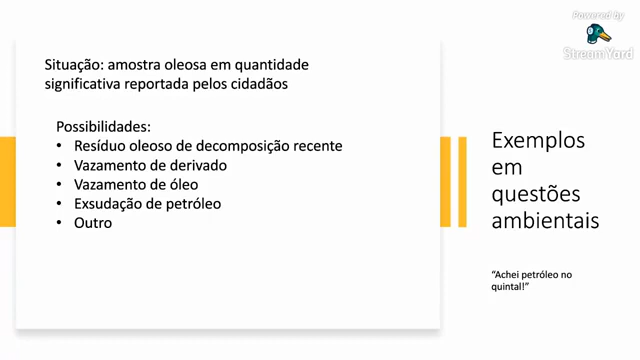 Powered by
StreamYard
Situação: amostra oleosa em quantidade
significativa reportada pelos cidadãos
Possibilidades:
• Resíduo oleoso de decomposição recente
• Vazamento de derivado
• Vazamento de óleo
• Exsudação de petróleo
• Outro
Exemplos
em
questões
ambientais
“Achei petróleo no
quintal!”